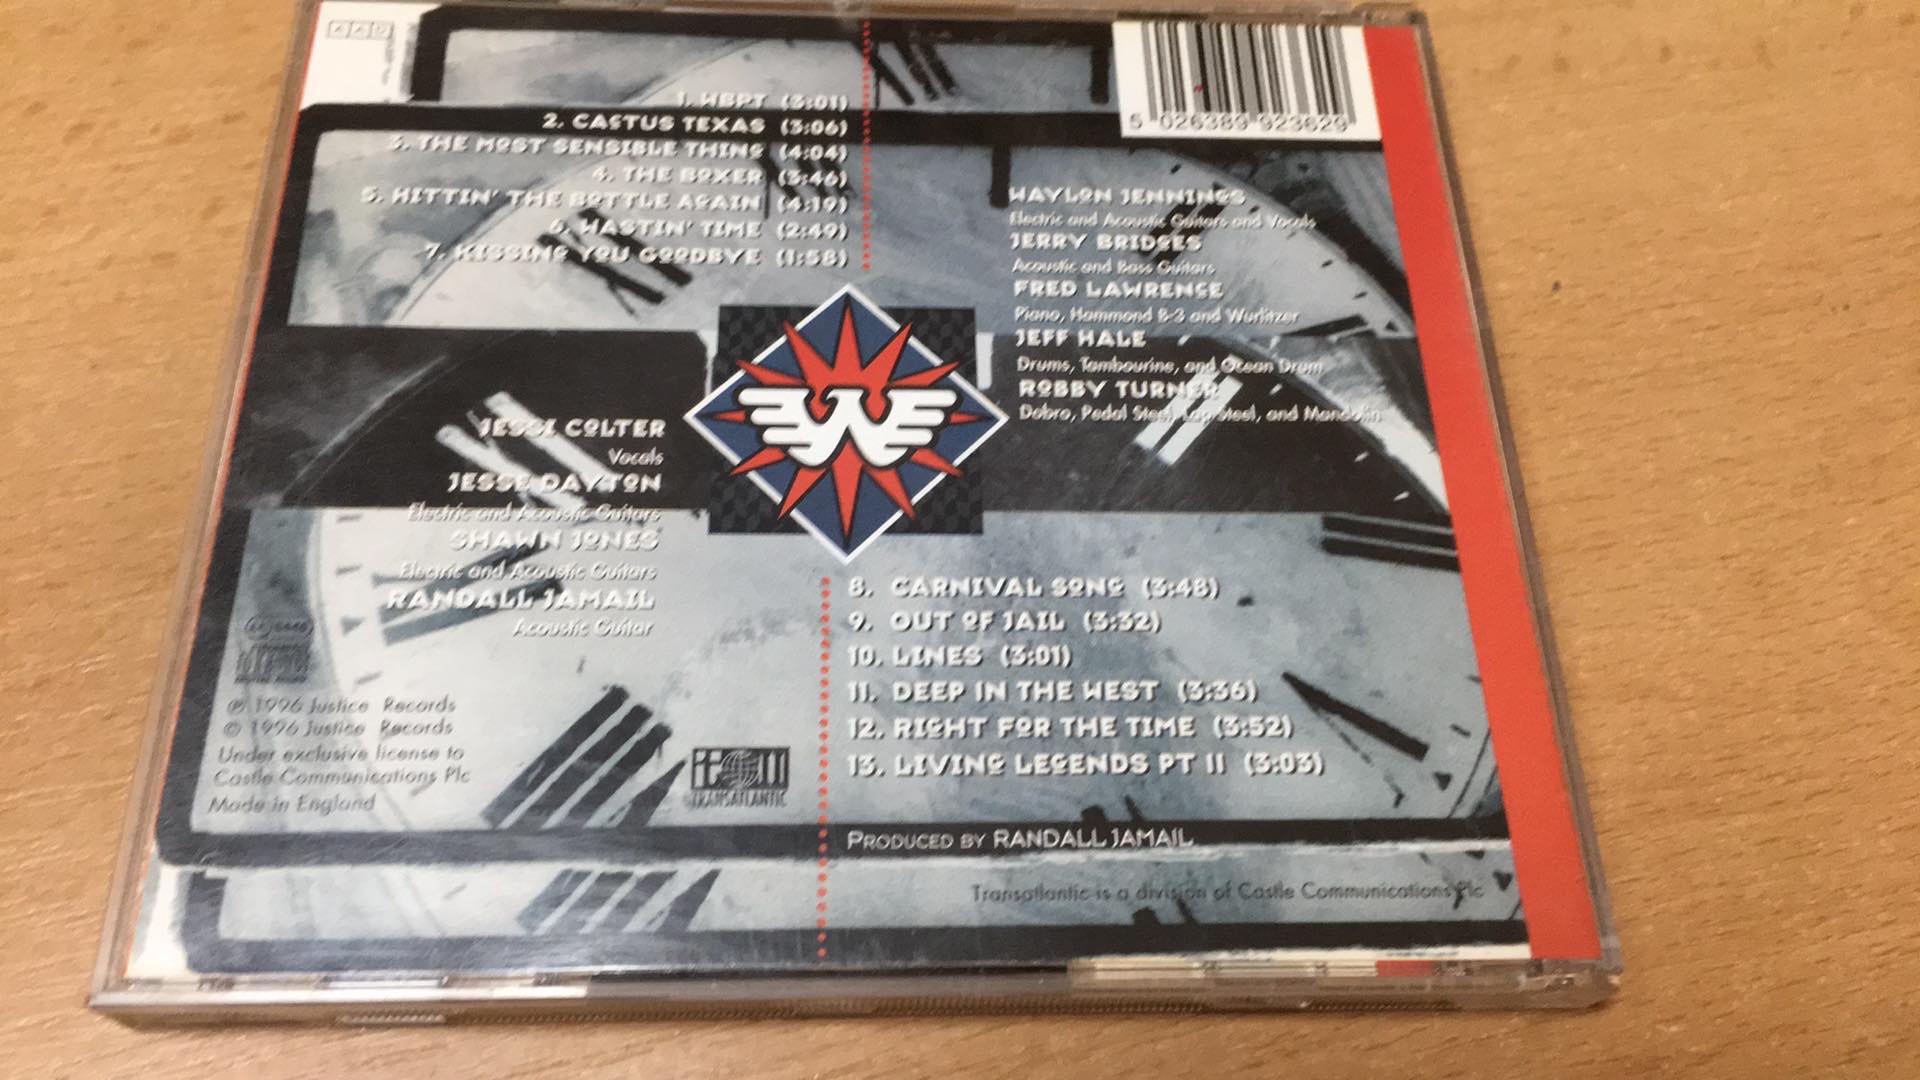 1. WBPT (3:01)
2. CACTUS TEXAS (3:06)
3. THE MOST SENSIBLE THING (4:04)
4. THE BOXER (3:46)
5. HITTIN' THE BOTTLE AGAIN (4:19)
6. WASTIN' TIME (2:49)
7. KISSING YOU GOODBYE (1:58)
5 026389 923629
WAYLON JENNINGS
Electric and Acoustic Guitars and Vocals
JERRY BRIDGES
Acoustic and Bass Guitars
FRED LAWRENCE
Piano, Hammond B-3 and Wurlitzer
JEFF HALE
Drums, Tambourine, and Ocean Drum
ROBBY TURNER
Dobro, Pedal Steel, Lap Steel, and Mandolin
JESSI COLTER
Vocals
JESSE DAYTON
Electric and Acoustic Guitars
SHAWN JONES
Electric and Acoustic Guitars
RANDALL JAMAIL
Acoustic Guitar
8. CARNIVAL SONG (3:48)
9. OUT OF JAIL (3:32)
10. LINES (3:01)
11. DEEP IN THE WEST (3:36)
12. RIGHT FOR THE TIME (3:52)
13. LIVING LEGENDS PT II (3:03)
℗ 1996 Justice Records
© 1996 Justice Records
Under exclusive license to
Castle Communications Plc
Made in England
TRANSATLANTIC
PRODUCED BY RANDALL JAMAIL
Transatlantic is a division of Castle Communications Plc